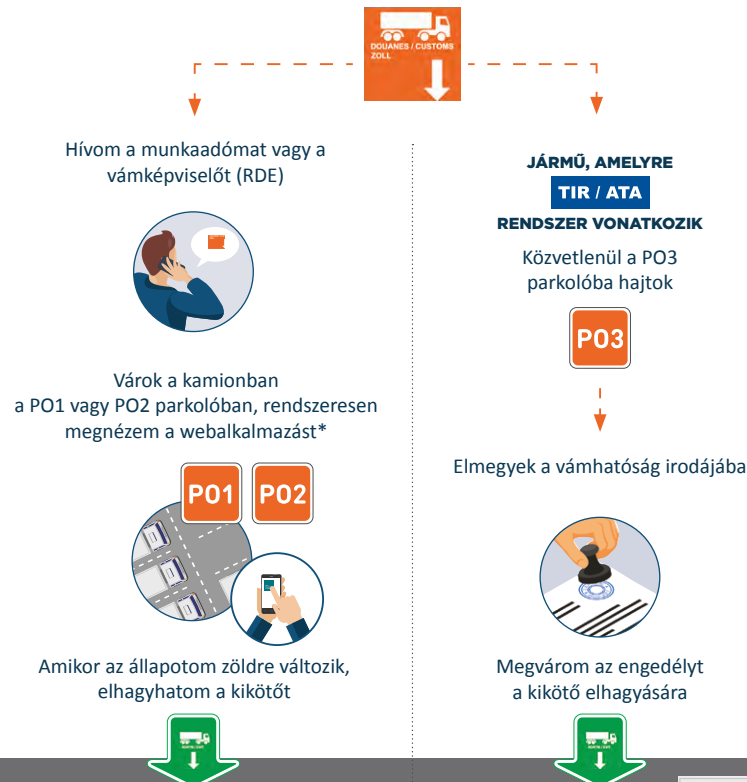 DOUANES / CUSTOMS
ZOLL
Hívom a munkaadómat vagy a
vámképviselőt (RDE)
Várok a kamionban
a PO1 vagy PO2 parkolóban, rendszeresen
megnézem a webalkalmazást*
PO1 PO2
Amikor az állapotom zöldre változik,
elhagyhatom a kikötőt
JÁRMŰ, AMELYRE
TIR / ATA
RENDSZER VONATKOZIK
Közvetlenül a PO3
parkolóba hajtok
PO3
Elmegyek a vámhatóság irodájába
Megvárom az engedélyt
a kikötő elhagyására